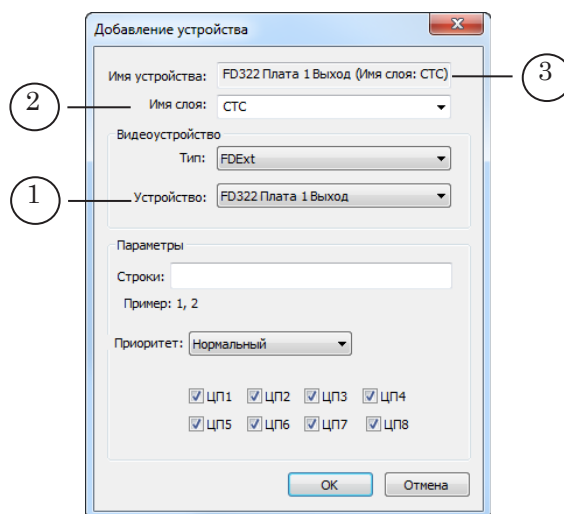 Добавление устройства
Имя устройства: FD322 Плата 1 Выход (Имя слоя: СТС)
3
2
Имя слоя: СТС
Видеоустройство
Тип: FDExt
1
Устройство: FD322 Плата 1 Выход
Параметры
Строки:
Пример: 1, 2
Приоритет: Нормальный
ЦП1 ЦП2 ЦП3 ЦП4
ЦП5 ЦП6 ЦП7 ЦП8
ОК Отмена